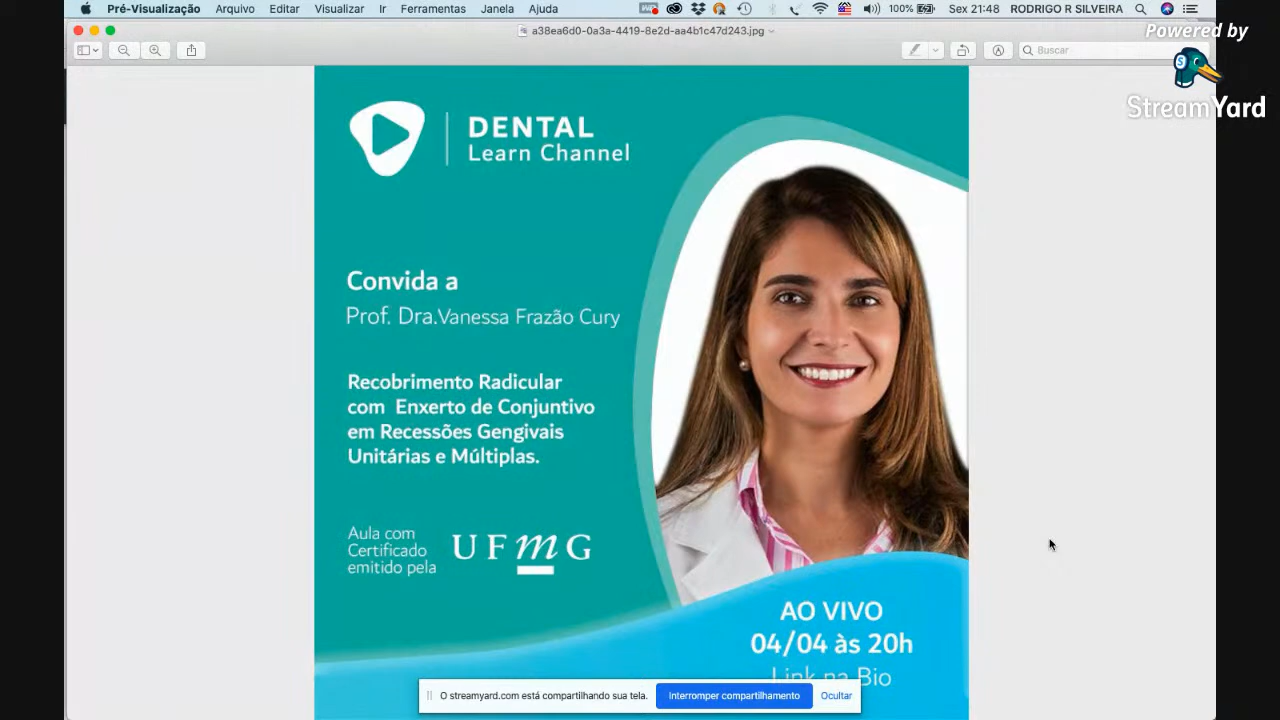 Pré-Visualização Arquivo Editar Visualizar Ir Ferramentas Janela Ajuda 100% Sex 21:48 RODRIGO R SILVEIRA
Powered by
a38ea6d0-0a3a-4419-8e2d-aa4b1c47d243.jpg
Buscar
StreamYard
DENTAL
Learn Channel
Convida a
Prof. Dra.Vanessa Frazão Cury
Recobrimento Radicular
com Enxerto de Conjuntivo
em Recessões Gengivais
Unitárias e Múltiplas.
Aula com
Certificado
emitido pela
UFmG
AO VIVO
04/04 às 20h
Link na Bio
O streamyard.com está compartilhando sua tela. Interromper compartilhamento Ocultar